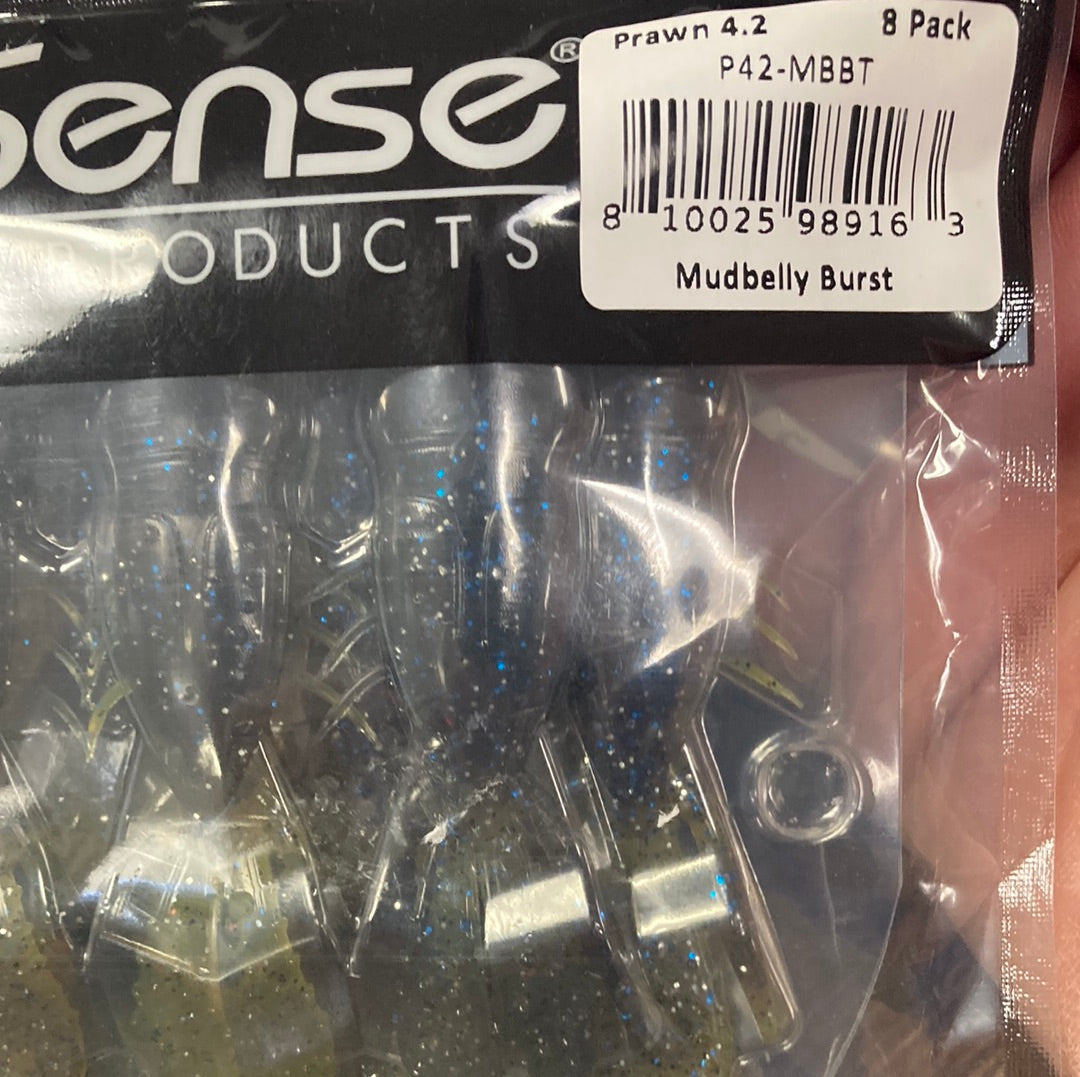 Sense®
PRODUCTS
Prawn 4.2 8 Pack
P42-MBBT
8 10025 98916 3
Mudbelly Burst